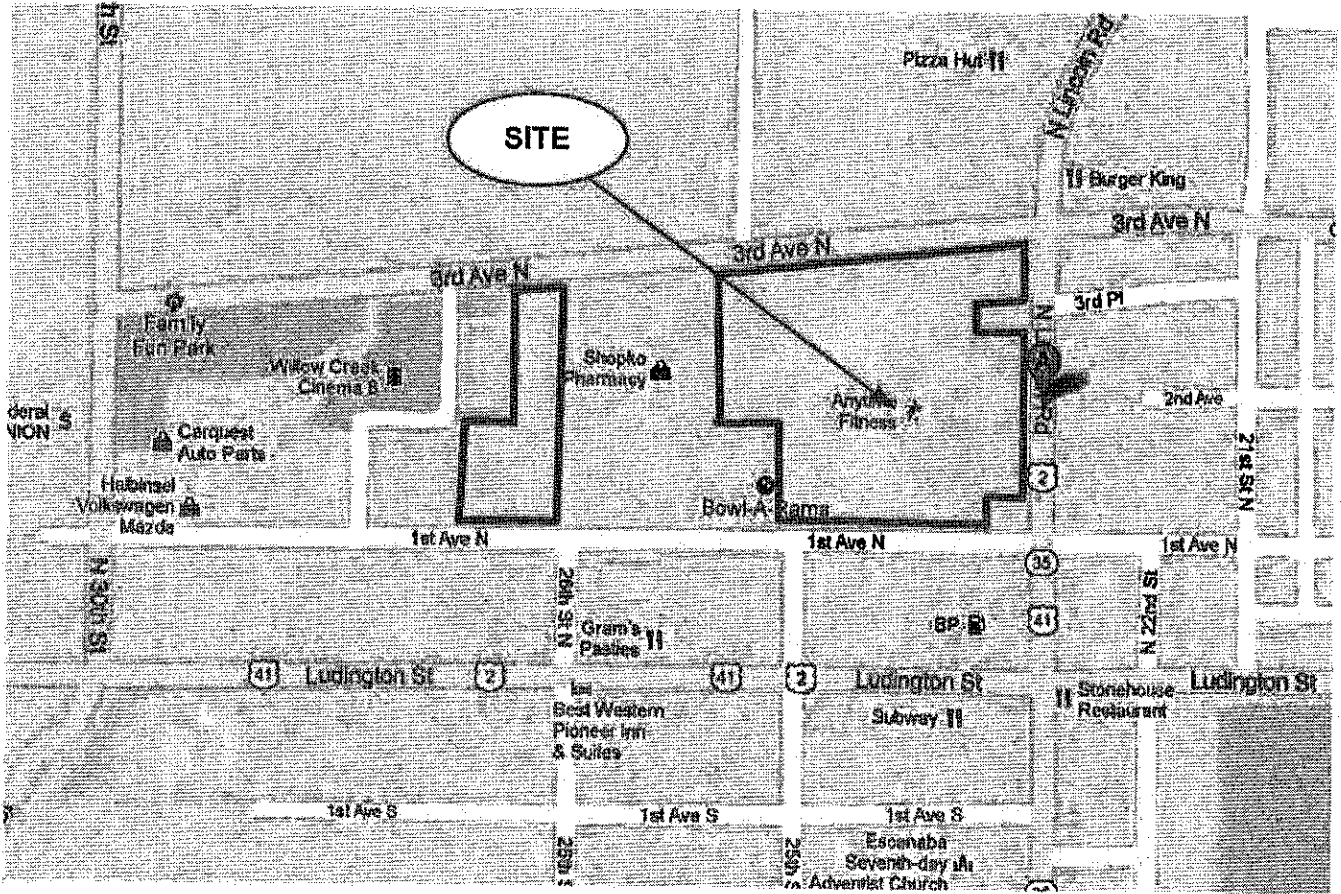 Pizza Hut
N Lincoln Rd
SITE
Burger King
3rd Ave N
3rd Ave N
3rd Ave N
3rd Pl
Family
Fun Park
Willow Creek
Cinema 8
Shopko
Pharmacy
Anytime
Fitness
A
2nd Ave
S
Carquest
Auto Parts
21st St N
Halbinsel
Volkswagen
Mazda
2
Bowl-A-Rama
1st Ave N
1st Ave N
1st Ave N
N 30th St
26th St N
35
N 22nd St
Gram's
Pasties
BP
41
41
Ludington St
2
41
2
Ludington St
Ludington St
Stonehouse
Restaurant
Best Western
Pioneer Inn
& Suites
Subway
1st Ave S
1st Ave S
1st Ave S
Escanaba
Seventh-day
Adventist Church